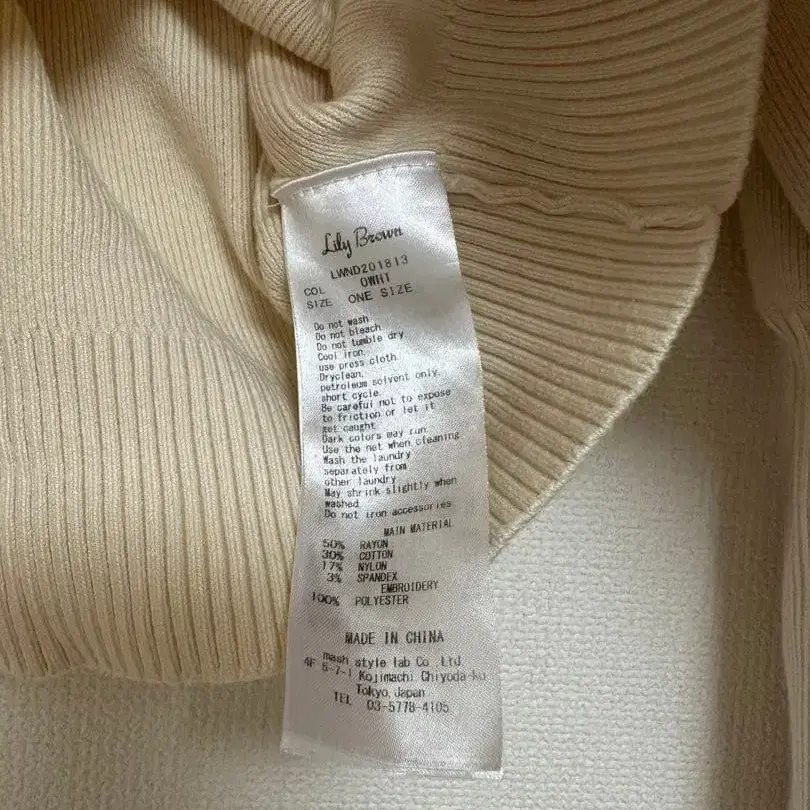 Lily Brown
LWND201813
COL OWHT
SIZE ONE SIZE
Do not wash
Do not bleach
Do not tumble dry
Cool iron.
use press cloth.
Dryclean.
petroleum solvent only.
short cycle.
Be careful not to expose
to friction or let it
get caught.
Dark colors may run.
Use the net when cleaning
Wash the laundry
separately from
other laundry
May shrink slightly when
washed
Do not iron accessories
MAIN MATERIAL
50% RAYON
30% COTTON
17% NYLON
3% SPANDEX
EMBROIDERY
100% POLYESTER
MADE IN CHINA
mash style lab Co.,Ltd.
4F 5-7-1 Kojimachi Chiyoda-ku
Tokyo, Japan
TEL 03-5778-4105